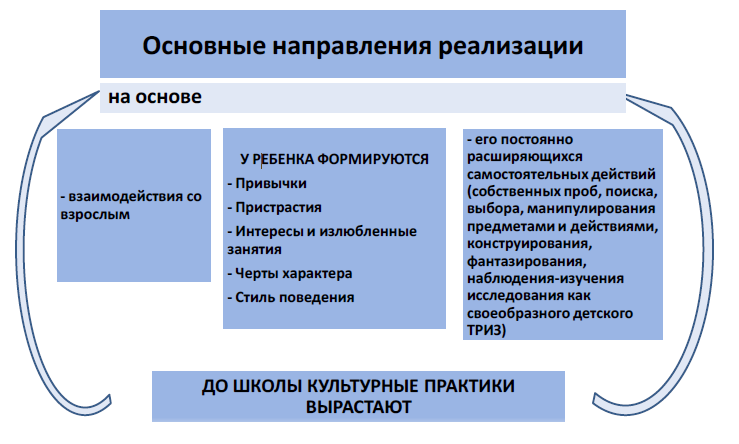 Основные направления реализации
на основе
- взаимодействия со
взрослым
У РЕБЕНКА ФОРМИРУЮТСЯ
- Привычки
- Пристрастия
- Интересы и излюбленные
занятия
- Черты характера
- Стиль поведения
- его постоянно
расширяющихся
самостоятельных действий
(собственных проб, поиска,
выбора, манипулирования
предметами и действиями,
конструирования,
фантазирования,
наблюдения-изучения
исследования как
своеобразного детского
ТРИЗ)
ДО ШКОЛЫ КУЛЬТУРНЫЕ ПРАКТИКИ
ВЫРАСТАЮТ